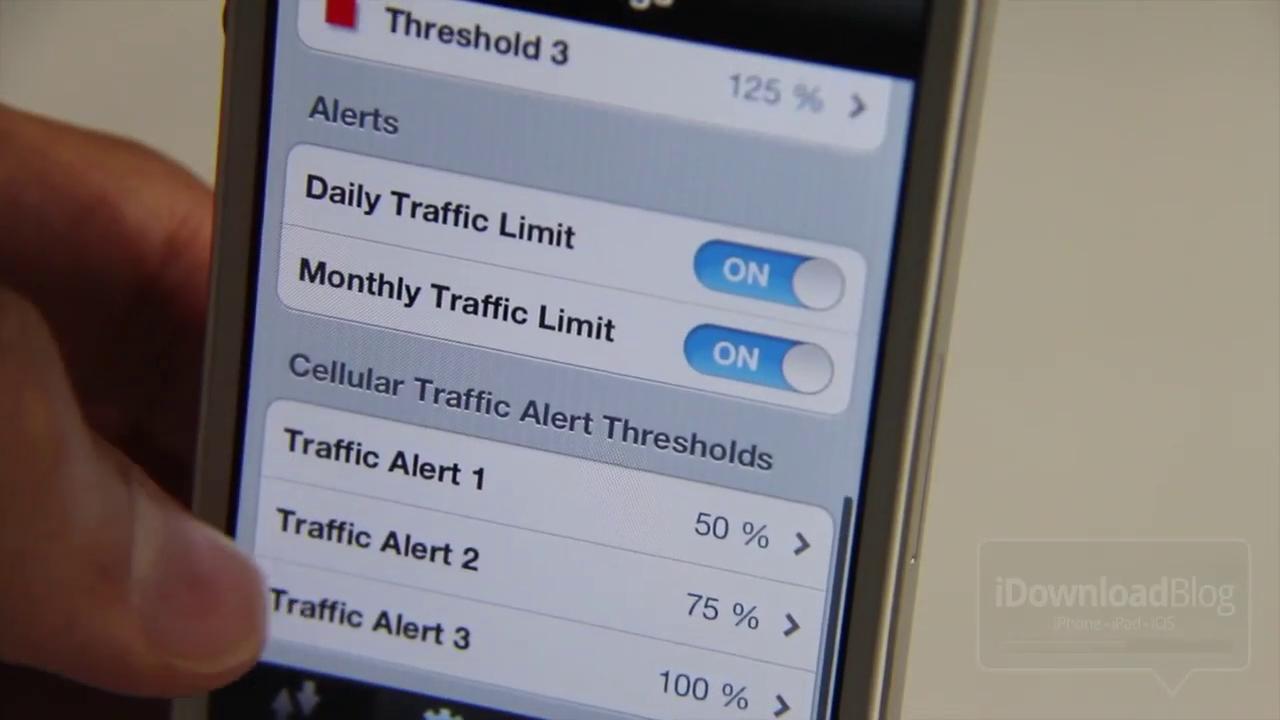 Threshold 3
125 %
Alerts
Daily Traffic Limit
ON
Monthly Traffic Limit
ON
Cellular Traffic Alert Thresholds
Traffic Alert 1
50 %
Traffic Alert 2
75 %
Traffic Alert 3
100 %
iDownloadBlog
iPhone - iPad - iOS